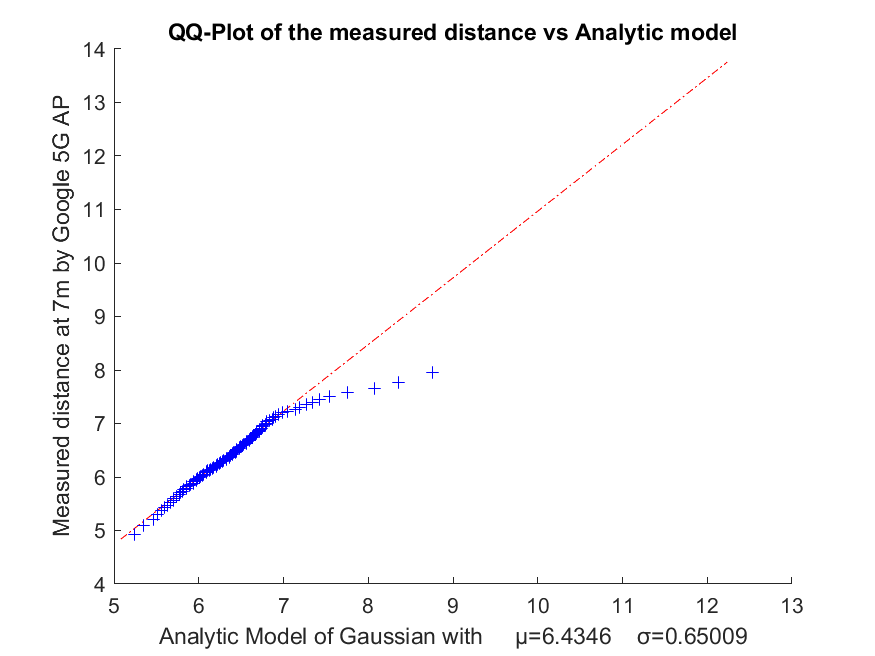 QQ-Plot of the measured distance vs Analytic model
Measured distance at 7m by Google 5G AP
14
13
12
11
10
9
8
7
6
5
4
5 6 7 8 9 10 11 12 13
Analytic Model of Gaussian with μ=6.4346 σ=0.65009